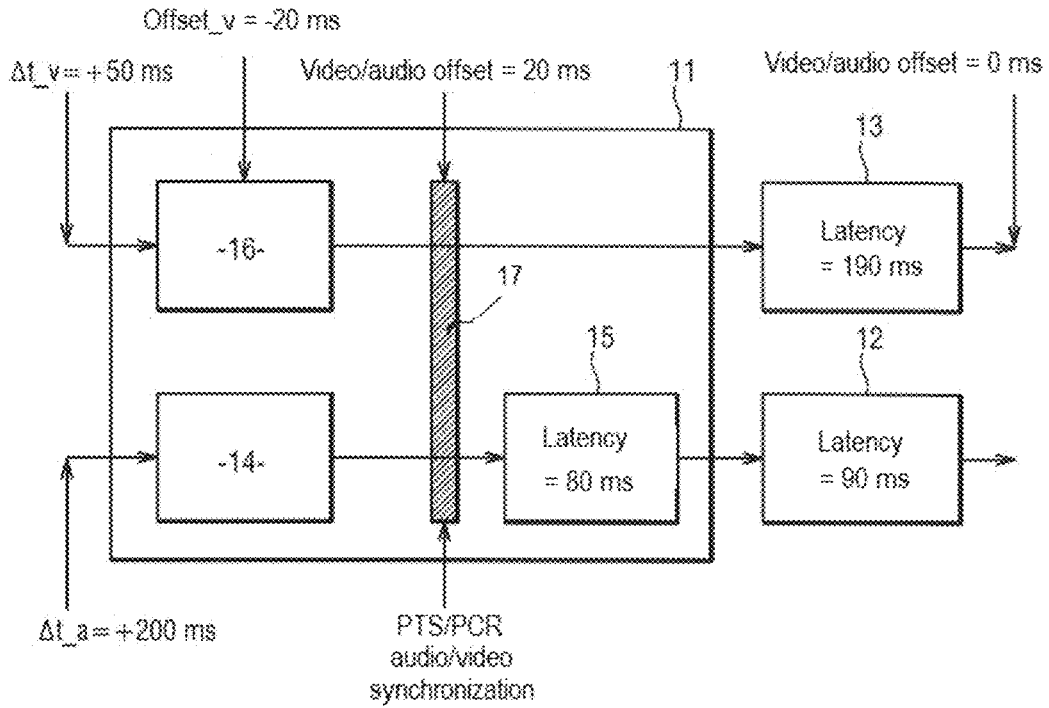 Offset_v = -20 ms
Δt_v = +50 ms
Video/audio offset = 20 ms
11
Video/audio offset = 0 ms
13
-16-
Latency
= 190 ms
17
15
12
-14-
Latency
= 80 ms
Latency
= 90 ms
Δt_a = +200 ms
PTS/PCR
audio/video
synchronization